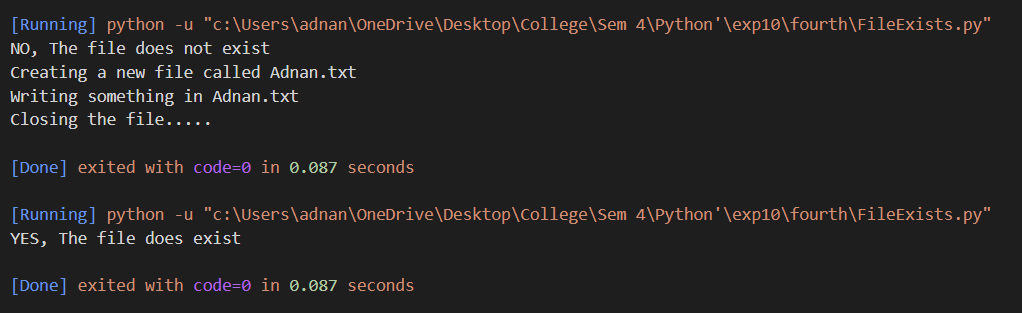 [Running] python -u "c:\Users\adnan\OneDrive\Desktop\College\Sem 4\Python'\exp10\fourth\FileExists.py"
NO, The file does not exist
Creating a new file called Adnan.txt
Writing something in Adnan.txt
Closing the file.....
[Done] exited with code=0 in 0.087 seconds
[Running] python -u "c:\Users\adnan\OneDrive\Desktop\College\Sem 4\Python'\exp10\fourth\FileExists.py"
YES, The file does exist
[Done] exited with code=0 in 0.087 seconds